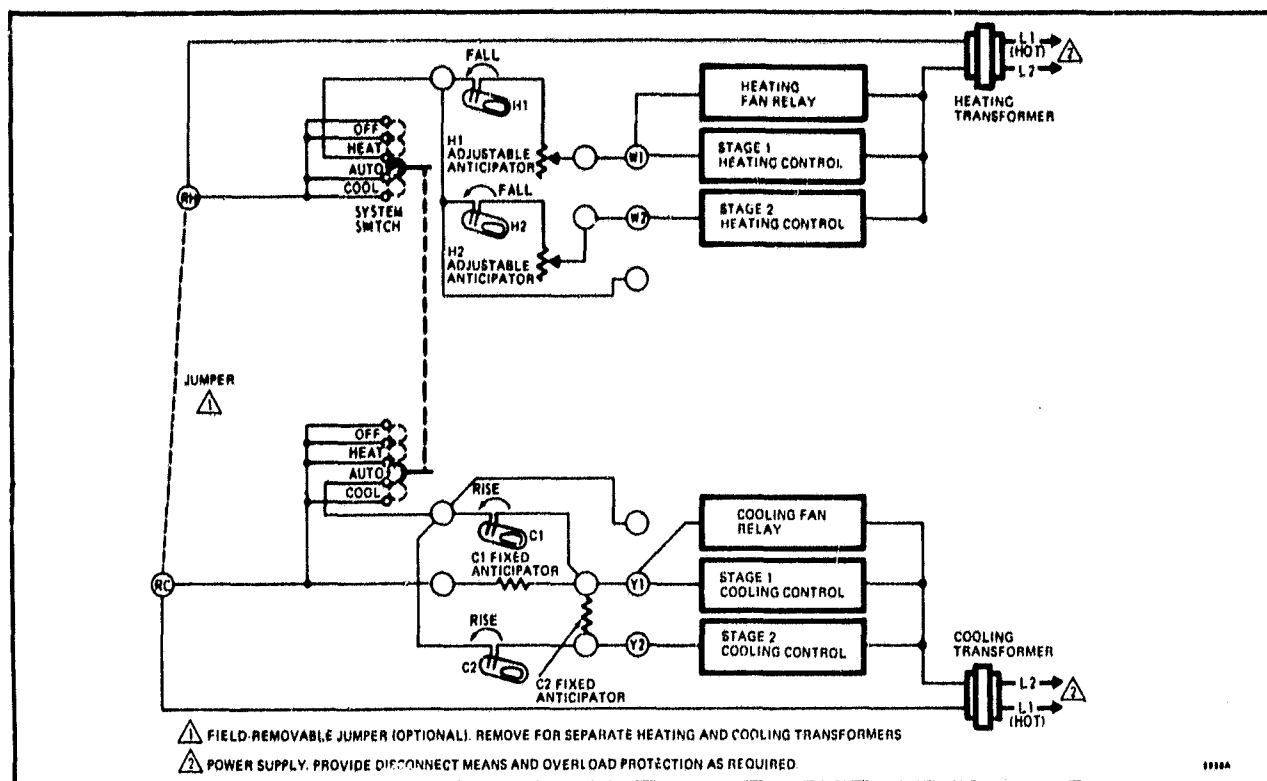 L1
(HOT)
2
L2
HEATING
TRANSFORMER
FALL
H1
HEATING
FAN RELAY
OFF
HEAT
AUTO
COOL
SYSTEM
SWTCH
H1
ADJUSTABLE
ANTICIPATOR
W1
STAGE 1
HEATING CONTROL
RH
FALL
H2
W2
STAGE 2
HEATING CONTROL
H2
ADJUSTABLE
ANTICIPATOR
JUMPER
1
OFF
HEAT
AUTO
COOL
RISE
C1
COOLING FAN
RELAY
C1 FIXED
ANTICIPATOR
RC
Y1
STAGE 1
COOLING CONTROL
RISE
C2
Y2
STAGE 2
COOLING CONTROL
C2 FIXED
ANTICIPATOR
COOLING
TRANSFORMER
L2
2
L1
(HOT)
1 FIELD-REMOVABLE JUMPER (OPTIONAL). REMOVE FOR SEPARATE HEATING AND COOLING TRANSFORMERS
2 POWER SUPPLY. PROVIDE DISCONNECT MEANS AND OVERLOAD PROTECTION AS REQUIRED.